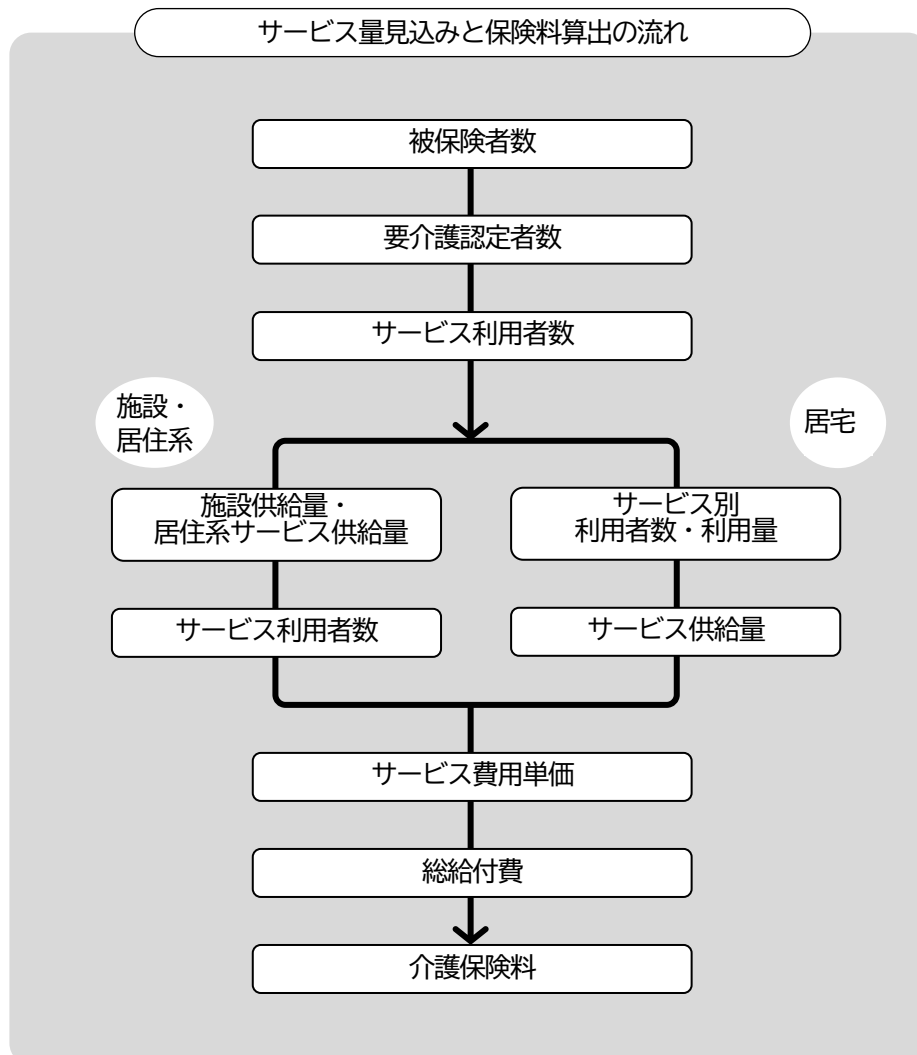 サービス量見込みと保険料算出の流れ
被保険者数
要介護認定者数
サービス利用者数
施設・
居住系
居宅
施設供給量・
居住系サービス供給量
サービス別
利用者数・利用量
サービス利用者数
サービス供給量
サービス費用単価
総給付費
介護保険料